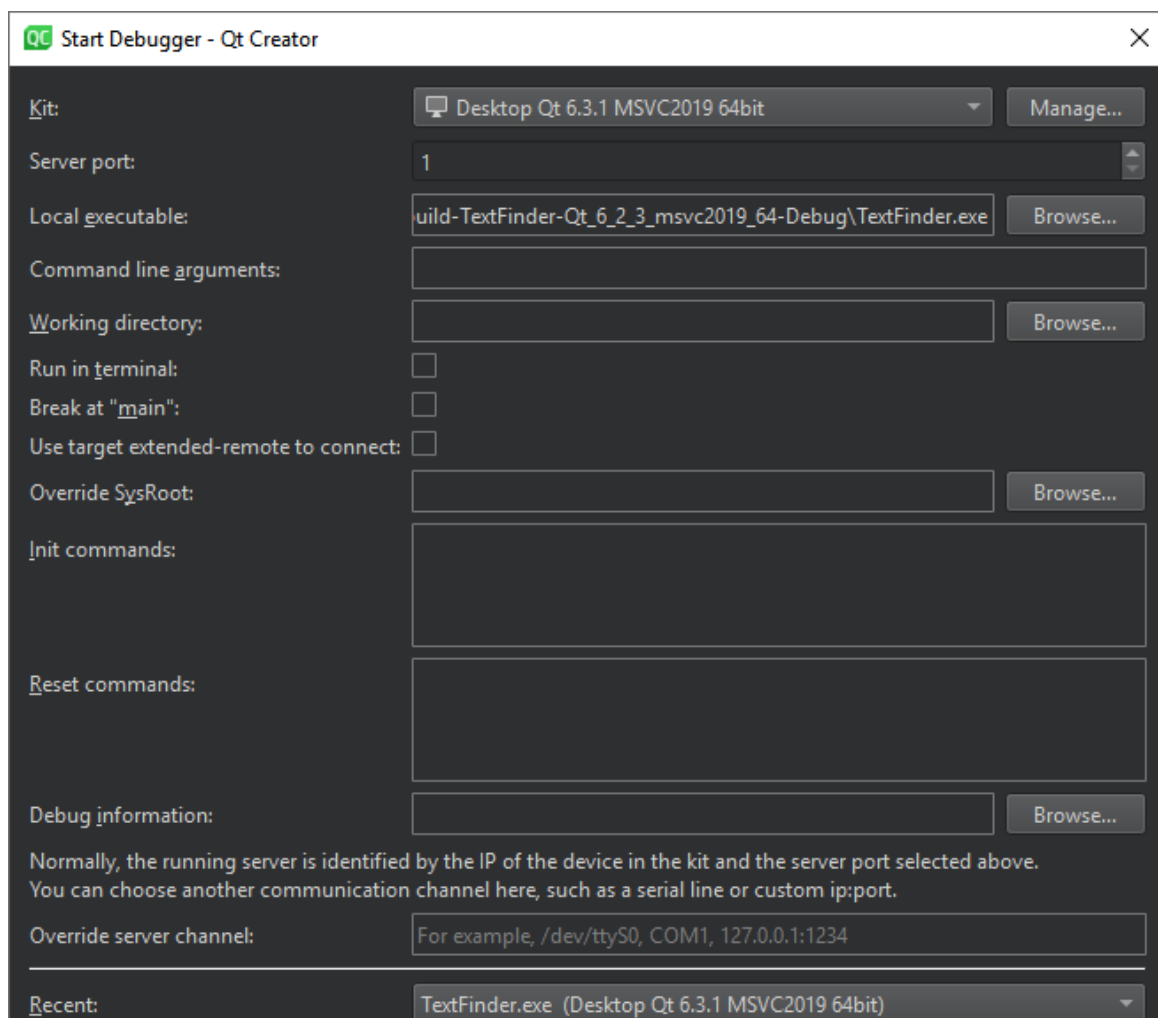 QC Start Debugger - Qt Creator
Kit: Desktop Qt 6.3.1 MSVC2019 64bit Manage...
Server port: 1
Local executable: uild-TextFinder-Qt_6_2_3_msvc2019_64-Debug\TextFinder.exe Browse...
Command line arguments:
Working directory: Browse...
Run in terminal:
Break at "main":
Use target extended-remote to connect:
Override SysRoot: Browse...
Init commands:
Reset commands:
Debug information: Browse...
Normally, the running server is identified by the IP of the device in the kit and the server port selected above.
You can choose another communication channel here, such as a serial line or custom ip:port.
Override server channel: For example, /dev/ttyS0, COM1, 127.0.0.1:1234
Recent: TextFinder.exe (Desktop Qt 6.3.1 MSVC2019 64bit)